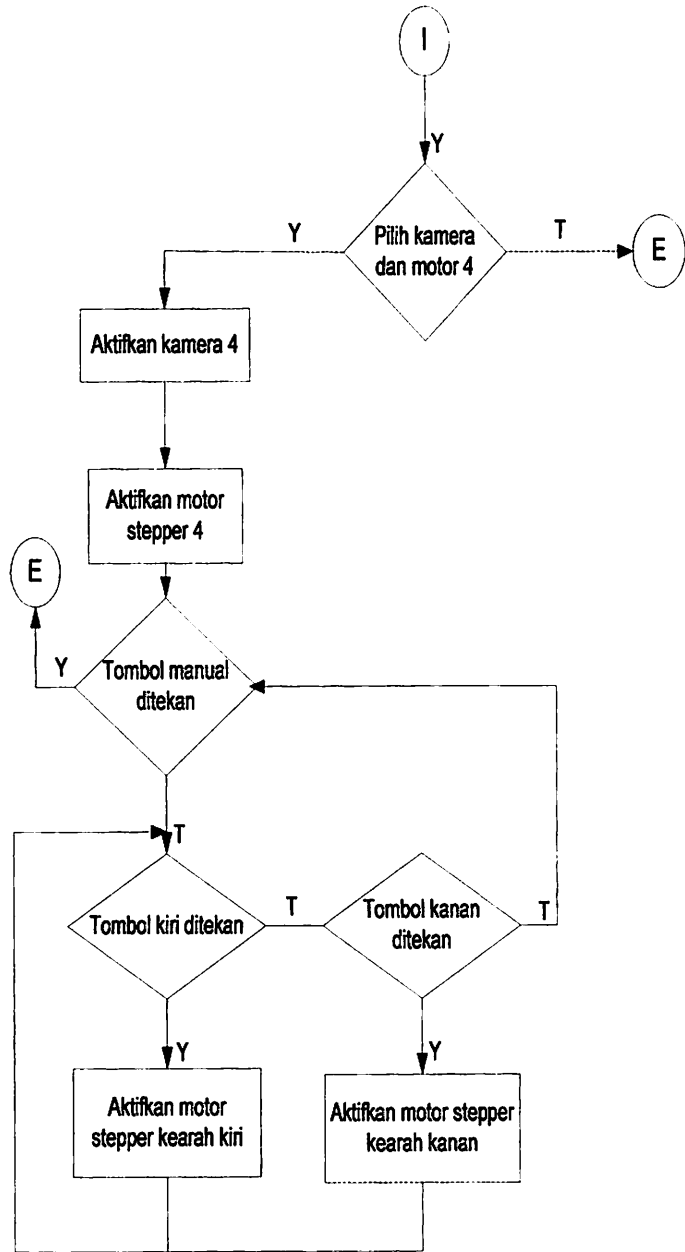 I
Y
Y
Pilih kamera
dan motor 4
T
E
Aktifkan kamera 4
Aktifkan motor
stepper 4
E
Y
Tombol manual
ditekan
T
Tombol kiri ditekan
T
Tombol kanan
ditekan
T
Y
Y
Aktifkan motor
stepper kearah kiri
Aktifkan motor stepper
kearah kanan